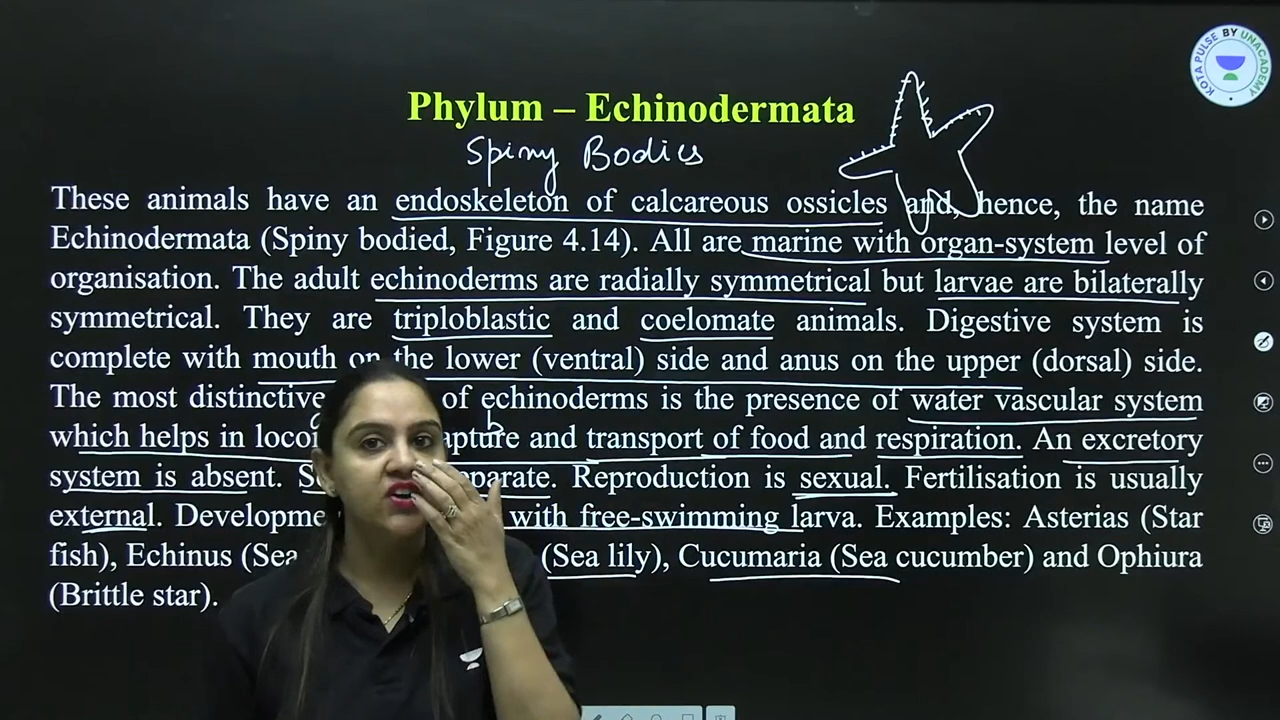 KOTA PULSE BY UNACADEMY
Phylum – Echinodermata
Spiny Bodies
These animals have an endoskeleton of calcareous ossicles and, hence, the name
Echinodermata (Spiny bodied, Figure 4.14). All are marine with organ-system level of
organisation. The adult echinoderms are radially symmetrical but larvae are bilaterally
symmetrical. They are triploblastic and coelomate animals. Digestive system is
complete with mouth on the lower (ventral) side and anus on the upper (dorsal) side.
The most distinctive of echinoderms is the presence of water vascular system
which helps in and transport of food and respiration. An excretory
system is absent. Reproduction is sexual. Fertilisation is usually
external. with free-swimming larva. Examples: Asterias (Star
fish), Echinus (Sea (Sea lily), Cucumaria (Sea cucumber) and Ophiura
(Brittle star).